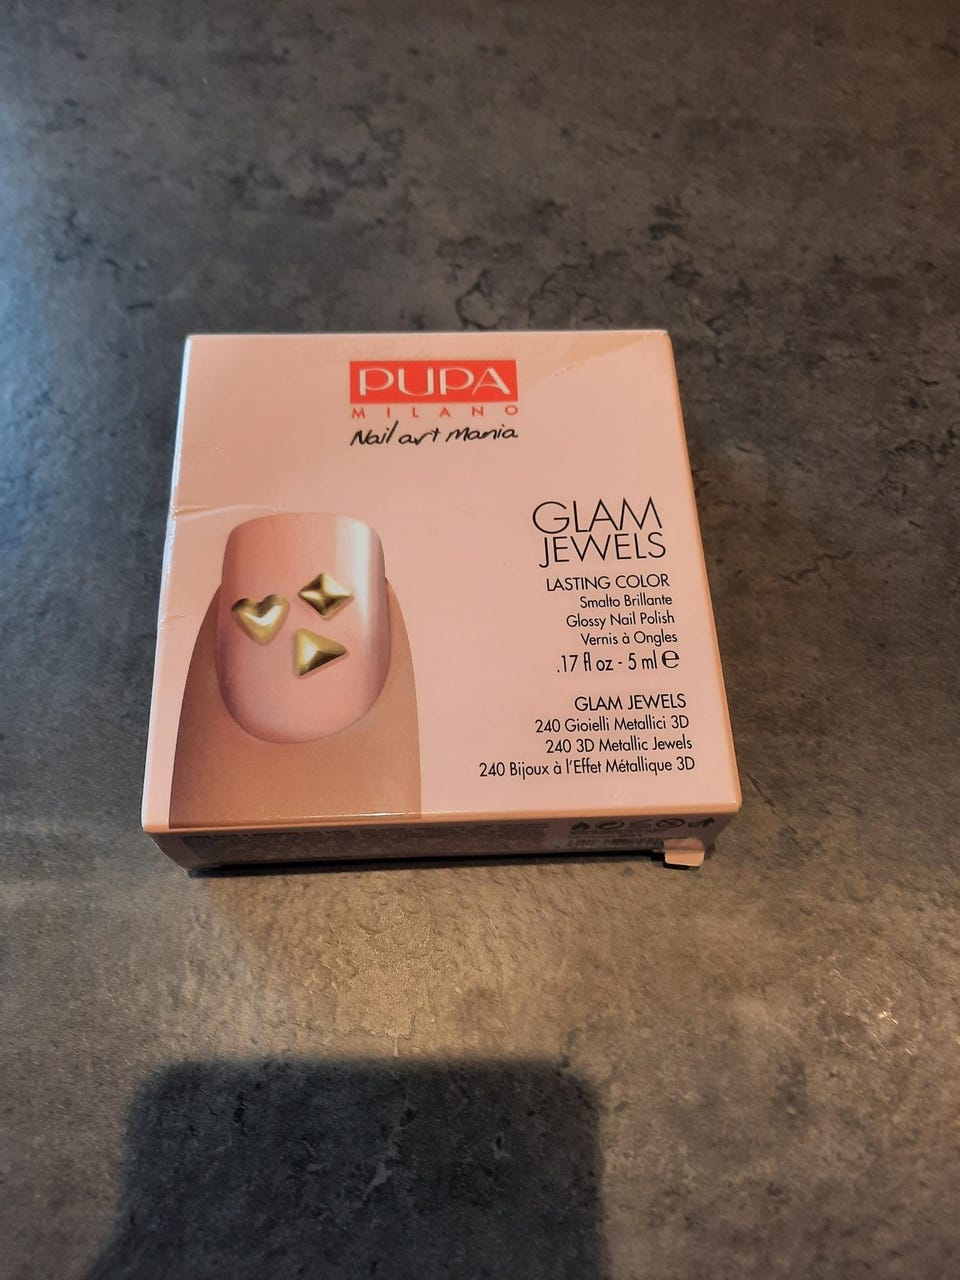 PUPA
MILANO
Nail art mania
GLAM
JEWELS
LASTING COLOR
Smalto Brillante
Glossy Nail Polish
Vernis à Ongles
.17 fl oz - 5 ml ℮
GLAM JEWELS
240 Gioielli Metallici 3D
240 3D Metallic Jewels
240 Bijoux à l'Effet Métallique 3D